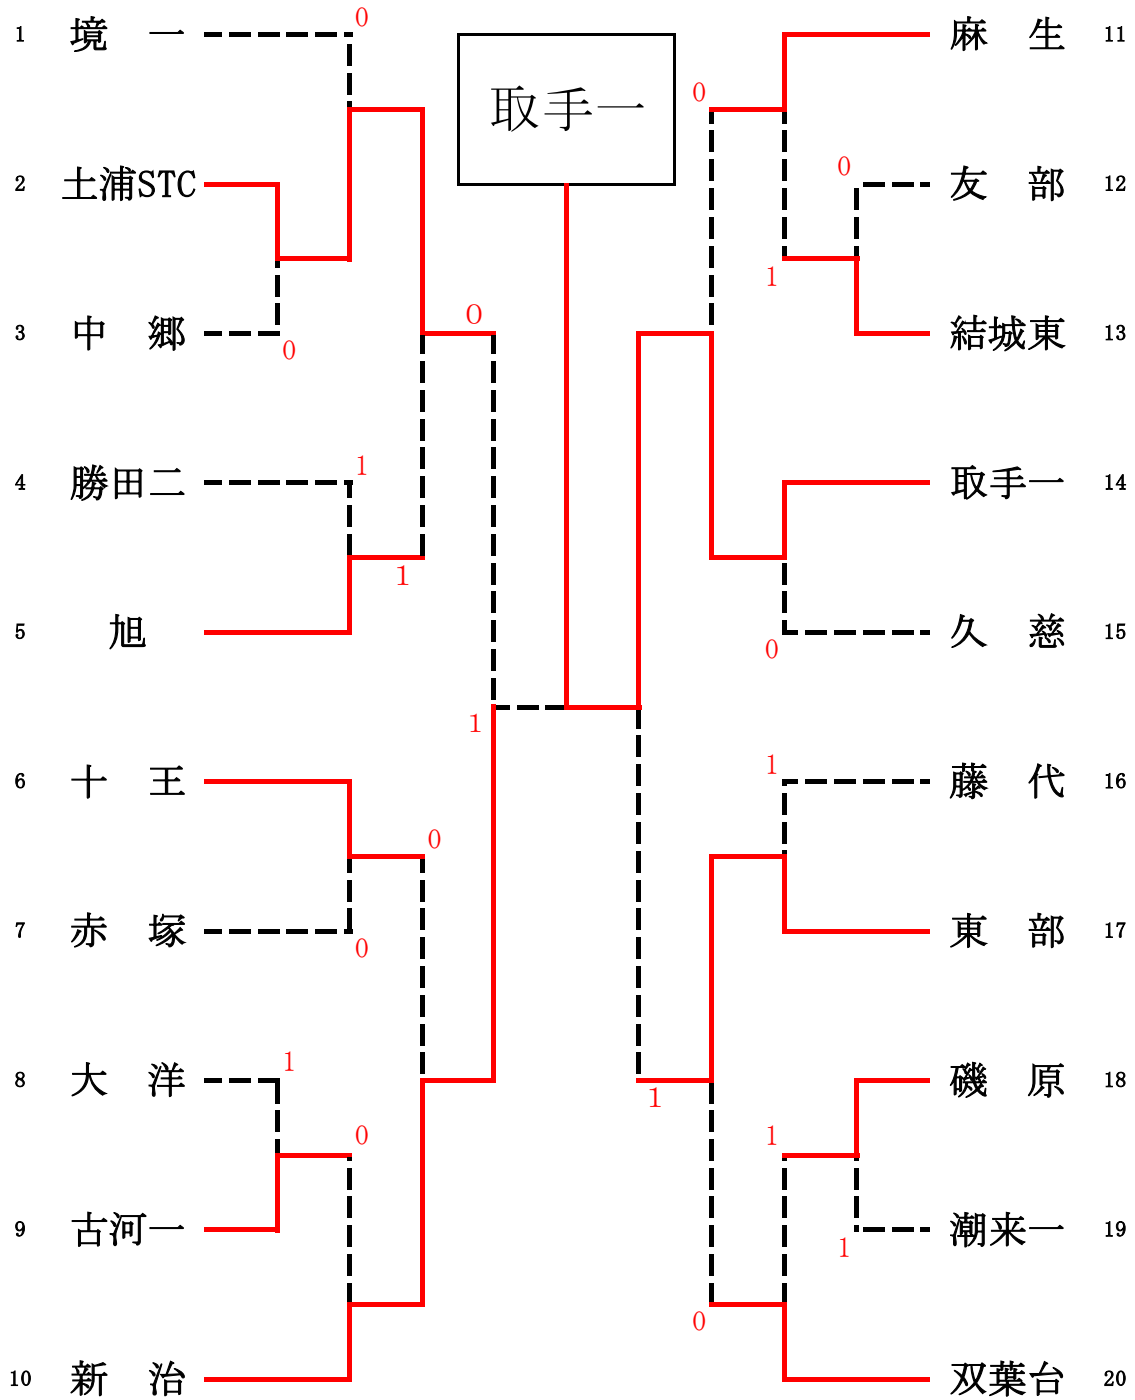 1 境 一
0
2 土浦STC
3 中 郷
0
0
4 勝田二
1
5 旭
1
1
6 十 王
0
7 赤 塚
0
8 大 洋
1
0
9 古河一
10 新 治
取手一
麻 生 11
0
0
友 部 12
1
結城東 13
取手一 14
久 慈 15
0
1
藤 代 16
東 部 17
1
磯 原 18
1
潮来一 19
1
0
双葉台 20